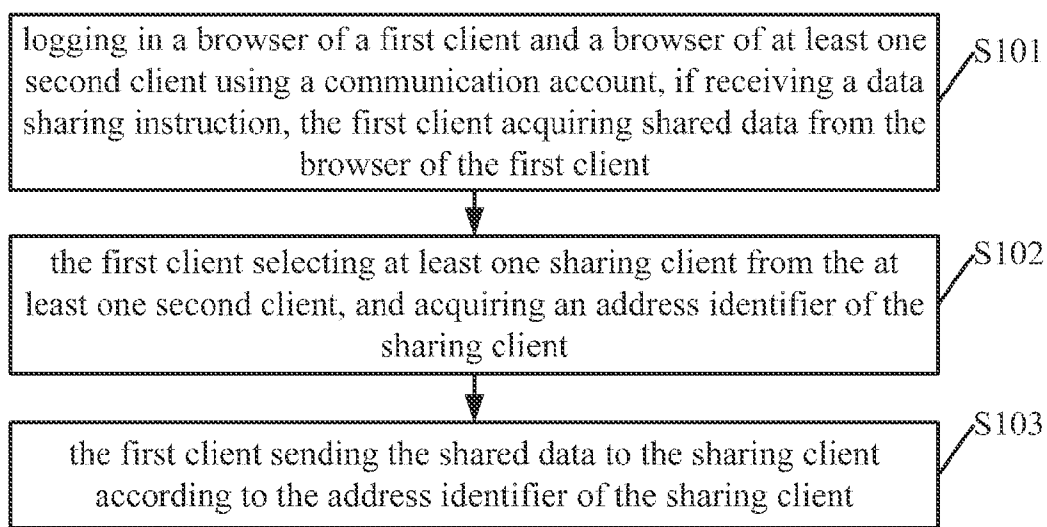 logging in a browser of a first client and a browser of at least one
second client using a communication account, if receiving a data
sharing instruction, the first client acquiring shared data from the
browser of the first client
S101
the first client selecting at least one sharing client from the at
least one second client, and acquiring an address identifier of the
sharing client
S102
the first client sending the shared data to the sharing client
according to the address identifier of the sharing client
S103